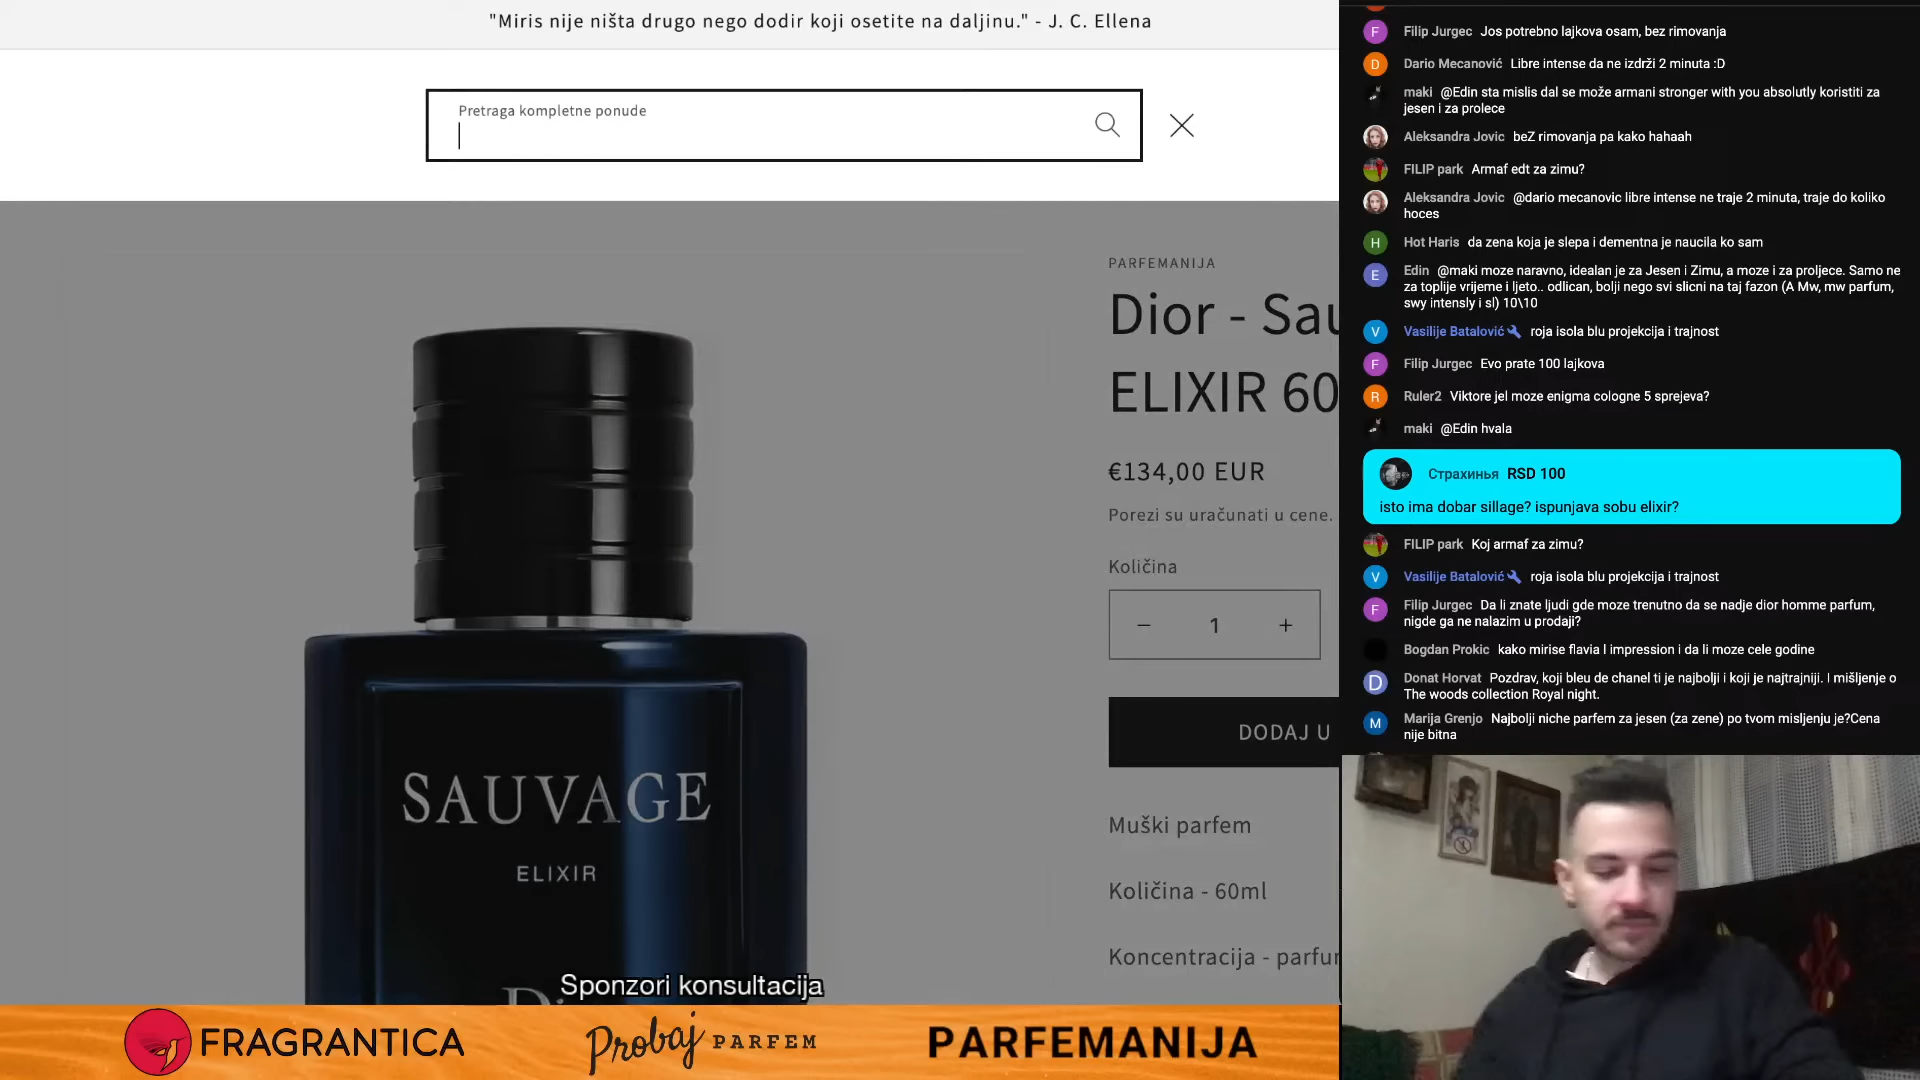 "Miris nije ništa drugo nego dodir koji osetite na daljinu." - J. C. Ellena
Pretraga kompletne ponude
PARFEMANIJA
Dior - Sau
ELIXIR 60
€134,00 EUR
Porezi su uračunati u cene.
Količina
− 1 +
DODAJ U
Muški parfem
Količina - 60ml
Koncentracija - parfu
SAUVAGE
ELIXIR
Sponzori konsultacija
FRAGRANTICA
Probaj PARFEM
PARFEMANIJA
F Filip Jurgec Jos potrebno lajkova osam, bez rimovanja
D Dario Mecanović Libre intense da ne izdrži 2 minuta :D
maki @Edin sta mislis dal se može armani stronger with you absolutly koristiti za
jesen i za prolece
Aleksandra Jovic beZ rimovanja pa kako hahaah
FILIP park Armaf edt za zimu?
Aleksandra Jovic @dario mecanovic libre intense ne traje 2 minuta, traje do koliko
hoces
H Hot Haris da zena koja je slepa i dementna je naucila ko sam
E Edin @maki moze naravno, idealan je za Jesen i Zimu, a moze i za proljece. Samo ne
za toplije vrijeme i ljeto.. odlican, bolji nego svi slicni na taj fazon (A Mw, mw parfum,
swy intensly i sl) 10\10
V Vasilije Batalović roja isola blu projekcija i trajnost
F Filip Jurgec Evo prate 100 lajkova
R Ruler2 Viktore jel moze enigma cologne 5 sprejeva?
maki @Edin hvala
Страхинья RSD 100
isto ima dobar sillage? ispunjava sobu elixir?
FILIP park Koj armaf za zimu?
V Vasilije Batalović roja isola blu projekcija i trajnost
F Filip Jurgec Da li znate ljudi gde moze trenutno da se nadje dior homme parfum,
nigde ga ne nalazim u prodaji?
Bogdan Prokic kako mirise flavia l impression i da li moze cele godine
D Donat Horvat Pozdrav, koji bleu de chanel ti je najbolji i koji je najtrajniji. I mišljenje o
The woods collection Royal night.
M Marija Grenjo Najbolji niche parfem za jesen (za zene) po tvom misljenju je?Cena
nije bitna